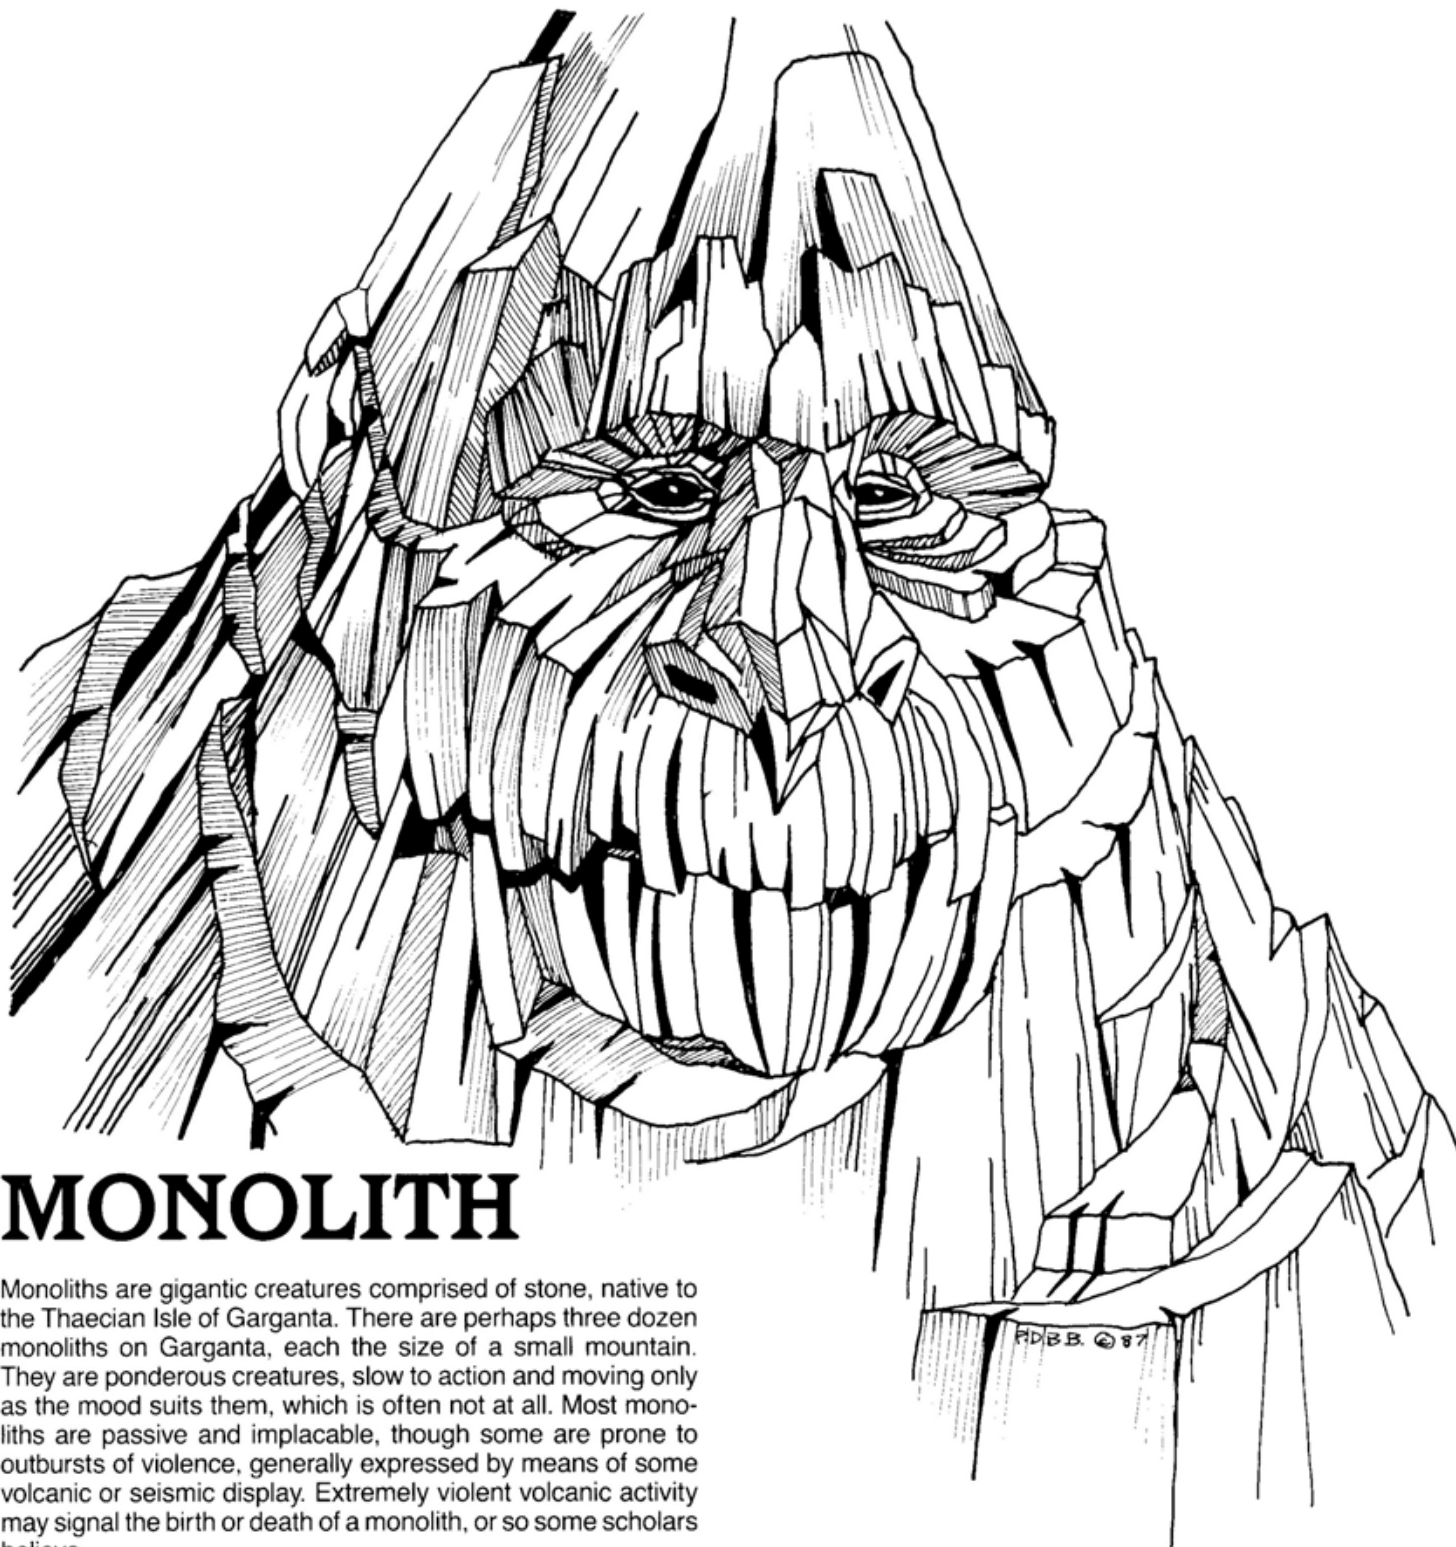 P.D.B.B. © 87
MONOLITH
Monoliths are gigantic creatures comprised of stone, native to
the Thaecian Isle of Garganta. There are perhaps three dozen
monoliths on Garganta, each the size of a small mountain.
They are ponderous creatures, slow to action and moving only
as the mood suits them, which is often not at all. Most mono-
liths are passive and implacable, though some are prone to
outbursts of violence, generally expressed by means of some
volcanic or seismic display. Extremely violent volcanic activity
may signal the birth or death of a monolith, or so some scholars